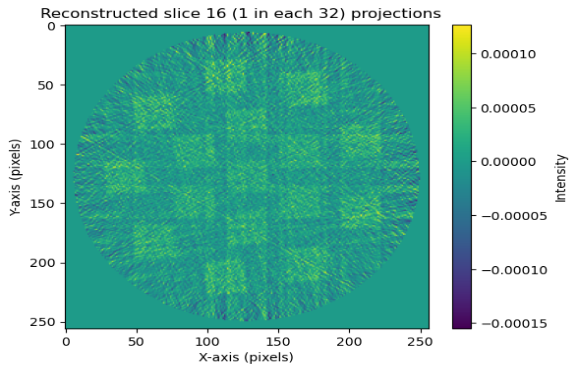 Reconstructed slice 16 (1 in each 32) projections
0
50
100
150
200
250
Y-axis (pixels)
0 50 100 150 200 250
X-axis (pixels)
0.00010
0.00005
0.00000
−0.00005
−0.00010
−0.00015
Intensity